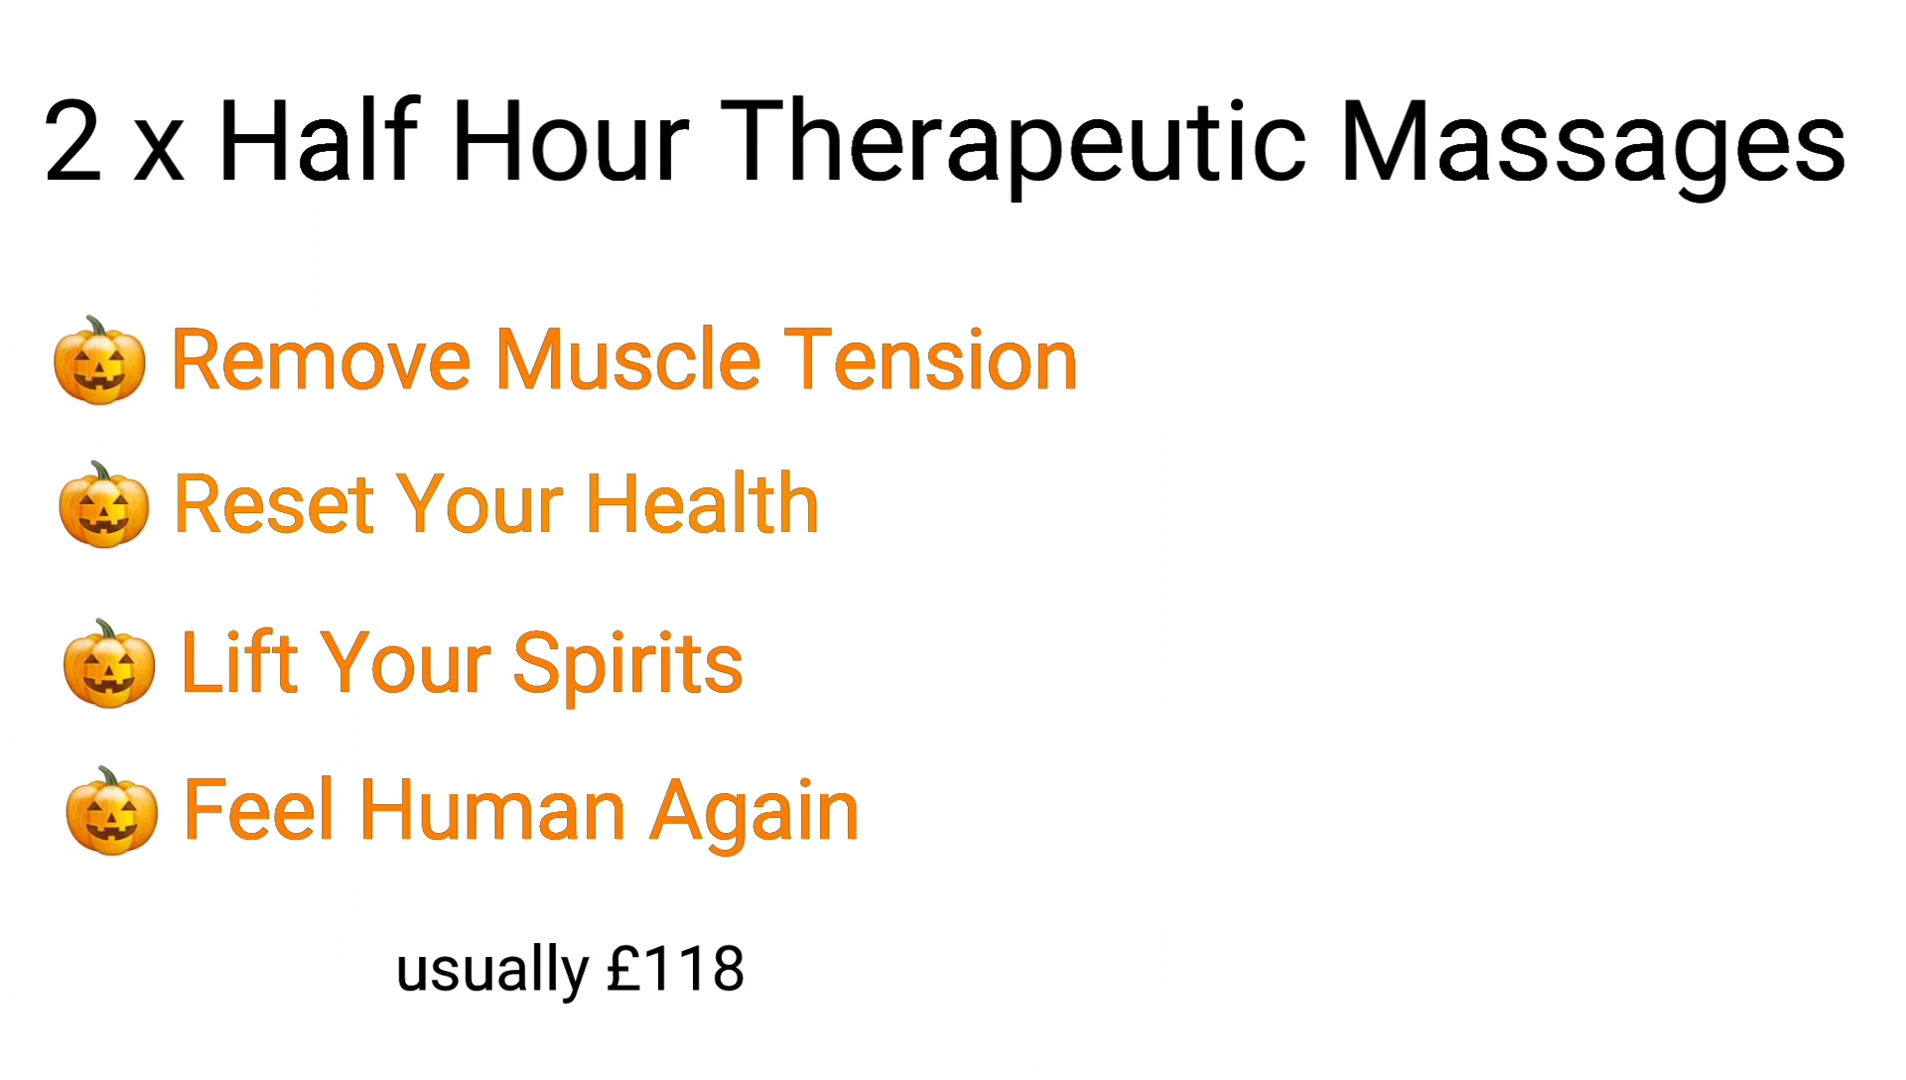 2 x Half Hour Therapeutic Massages
🎃 Remove Muscle Tension
🎃 Reset Your Health
🎃 Lift Your Spirits
🎃 Feel Human Again
usually £118